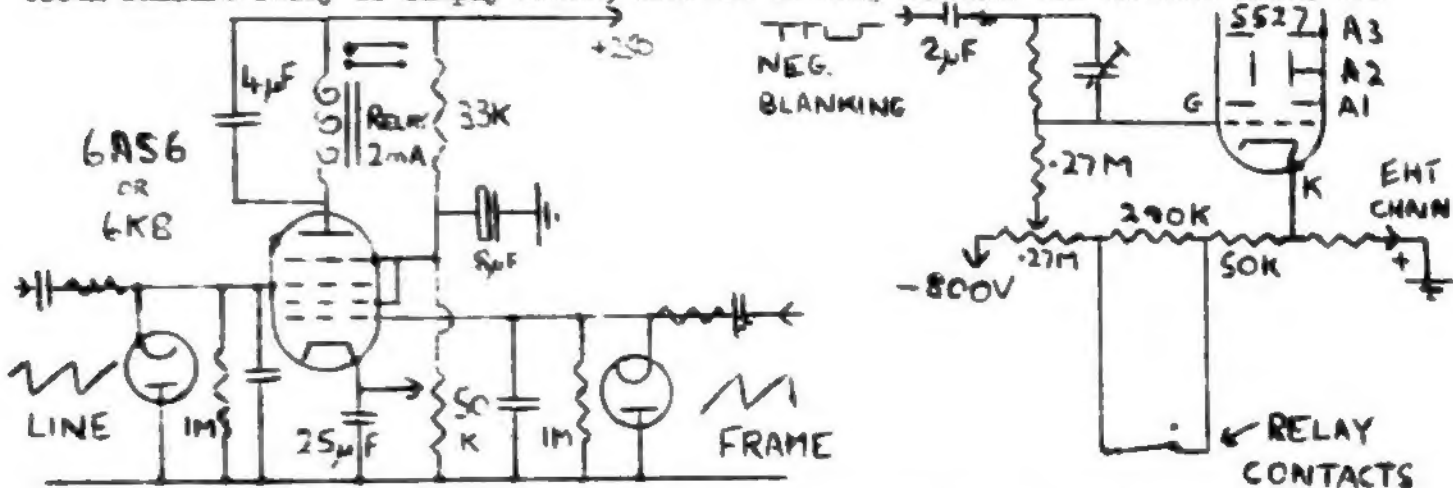 4μF
RELAY
2mA
33K
+250
6AS6
OR
6K8
8μF
LINE
1M
25μF
50
K
1M
FRAME
NEG.
BLANKING
2μF
5527
A3
A2
A1
G
K
.27M
EHT
CHAIN
290K
.27M
50K
+
-800V
RELAY
CONTACTS